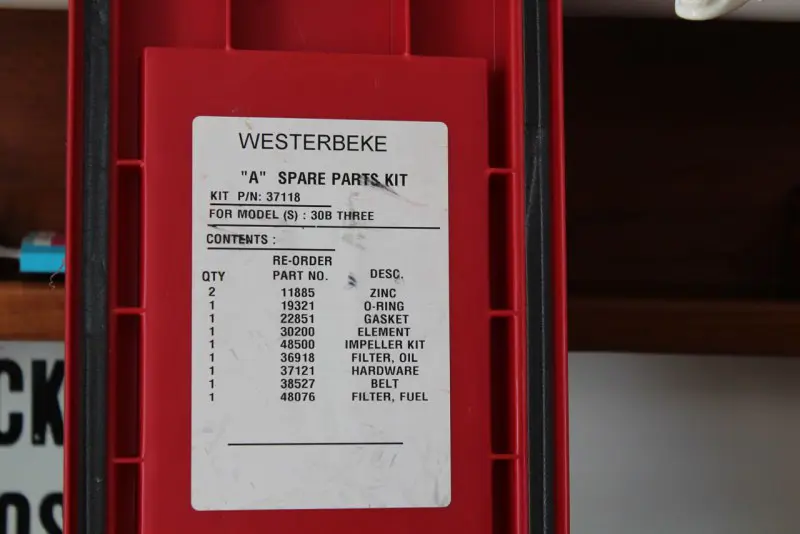 WESTERBEKE
"A" SPARE PARTS KIT
KIT P/N: 37118
FOR MODEL (S) : 30B THREE
CONTENTS :
QTY RE-ORDER PART NO. DESC.
2 11885 ZINC
1 19321 O-RING
1 22851 GASKET
1 30200 ELEMENT
1 48500 IMPELLER KIT
1 36918 FILTER, OIL
1 37121 HARDWARE
1 38527 BELT
1 48076 FILTER, FUEL
CK
OS